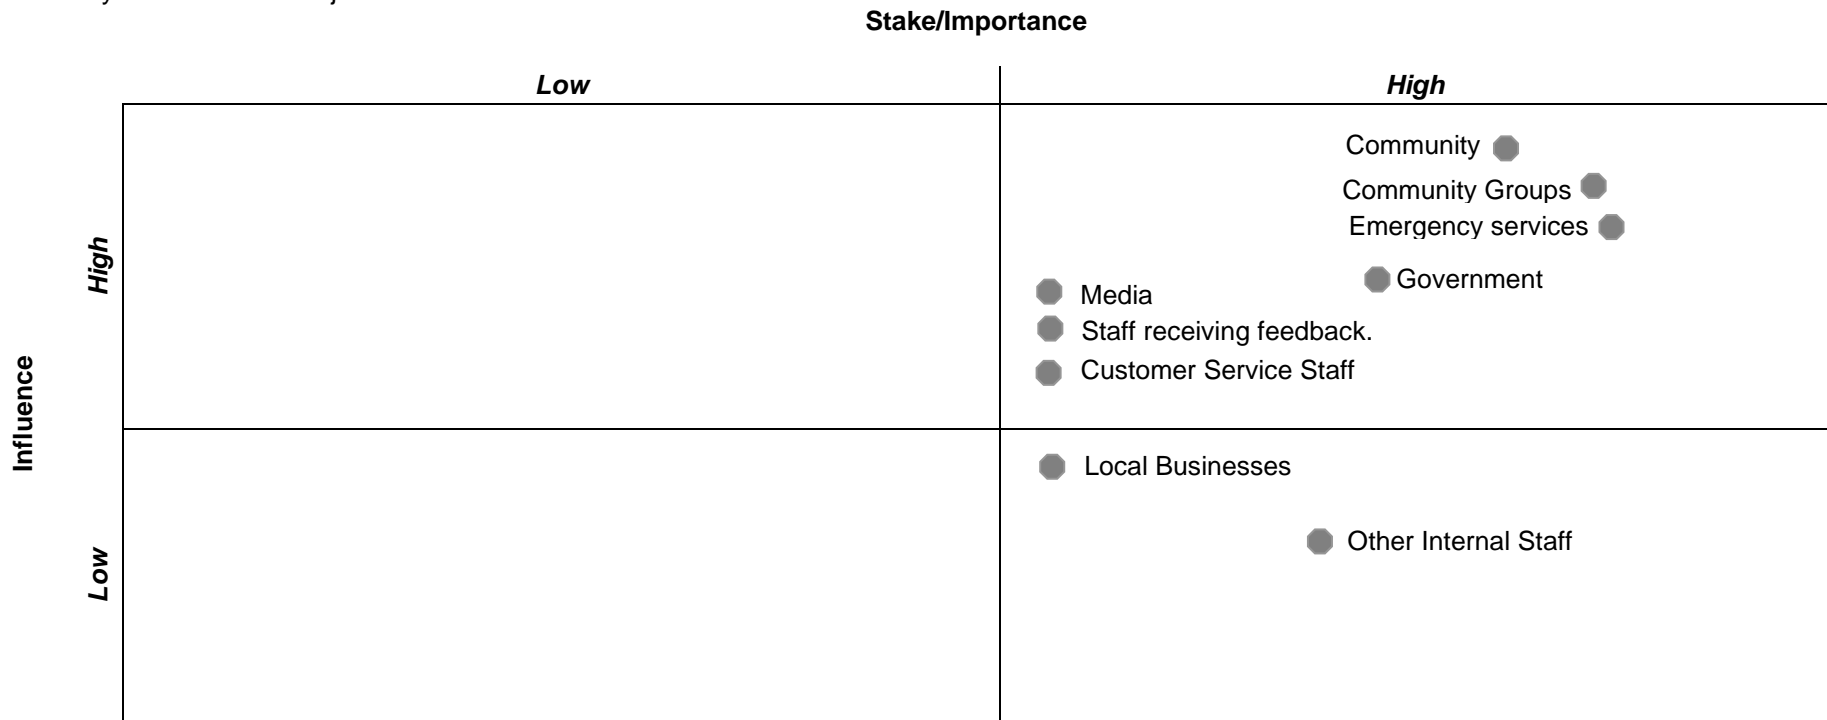 Stake/Importance
Low
High
Community
Community Groups
Emergency services
High
Government
Media
Staff receiving feedback.
Customer Service Staff
Influence
Local Businesses
Other Internal Staff
Low